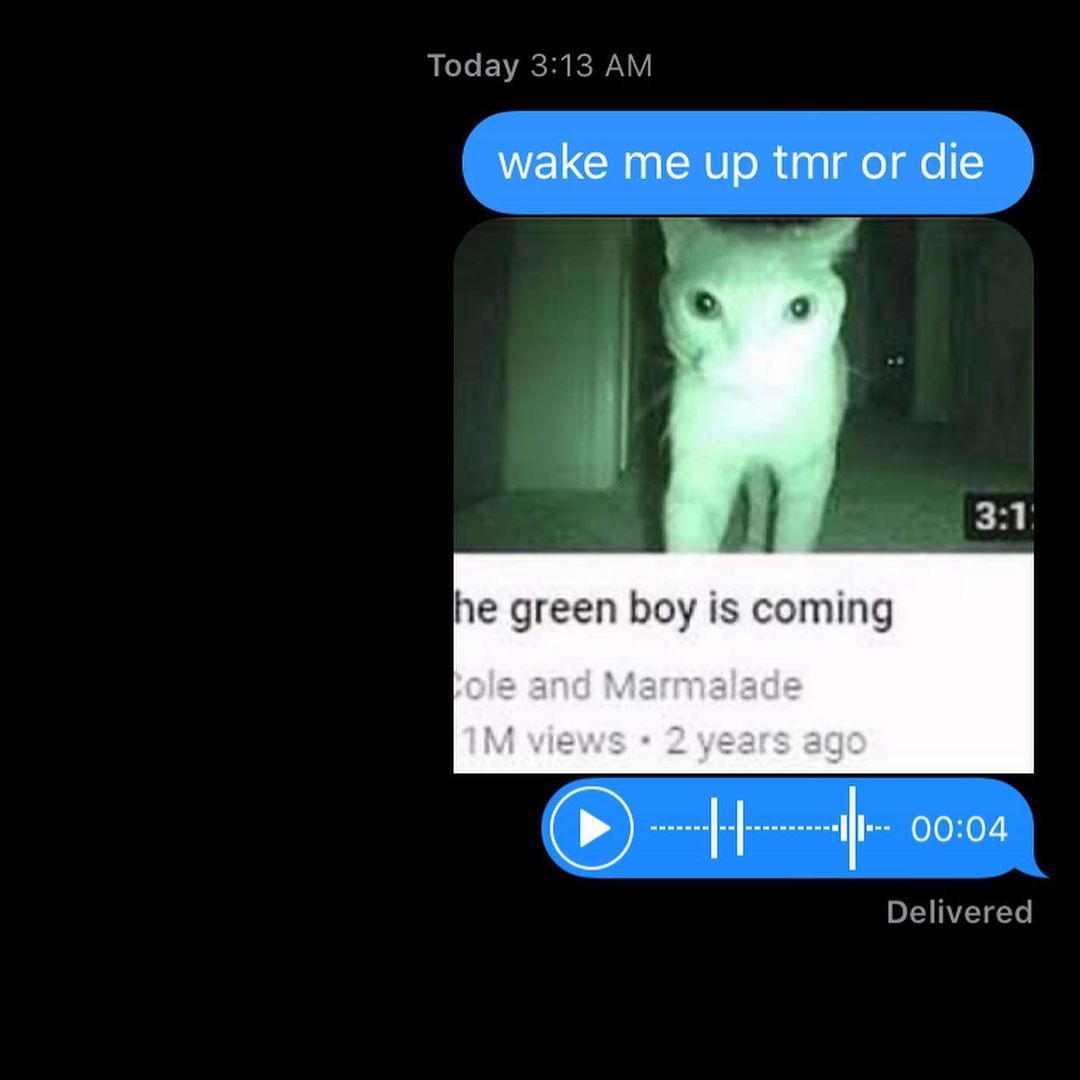 Today 3:13 AM
wake me up tmr or die
3:1
he green boy is coming
Cole and Marmalade
1M views • 2 years ago
00:04
Delivered